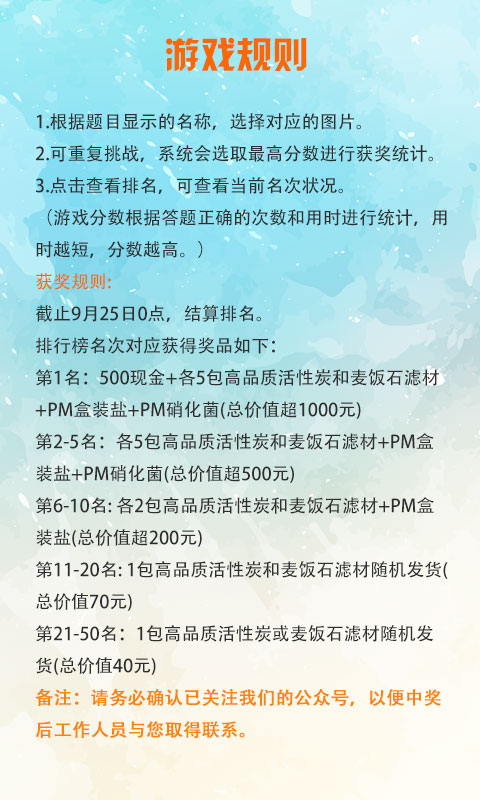 游戏规则
1.根据题目显示的名称，选择对应的图片。
2.可重复挑战，系统会选取最高分数进行获奖统计。
3.点击查看排名，可查看当前名次状况。
（游戏分数根据答题正确的次数和用时进行统计，用
时越短，分数越高。）
获奖规则:
截止9月25日0点，结算排名。
排行榜名次对应获得奖品如下：
第1名：500现金+各5包高品质活性炭和麦饭石滤材
+PM盒装盐+PM硝化菌(总价值超1000元)
第2-5名：各5包高品质活性炭和麦饭石滤材+PM盒
装盐+PM硝化菌(总价值超500元)
第6-10名: 各2包高品质活性炭和麦饭石滤材+PM盒
装盐(总价值超200元)
第11-20名: 1包高品质活性炭和麦饭石滤材随机发货(
总价值70元)
第21-50名：1包高品质活性炭或麦饭石滤材随机发
货(总价值40元)
备注：请务必确认已关注我们的公众号，以便中奖
后工作人员与您取得联系。